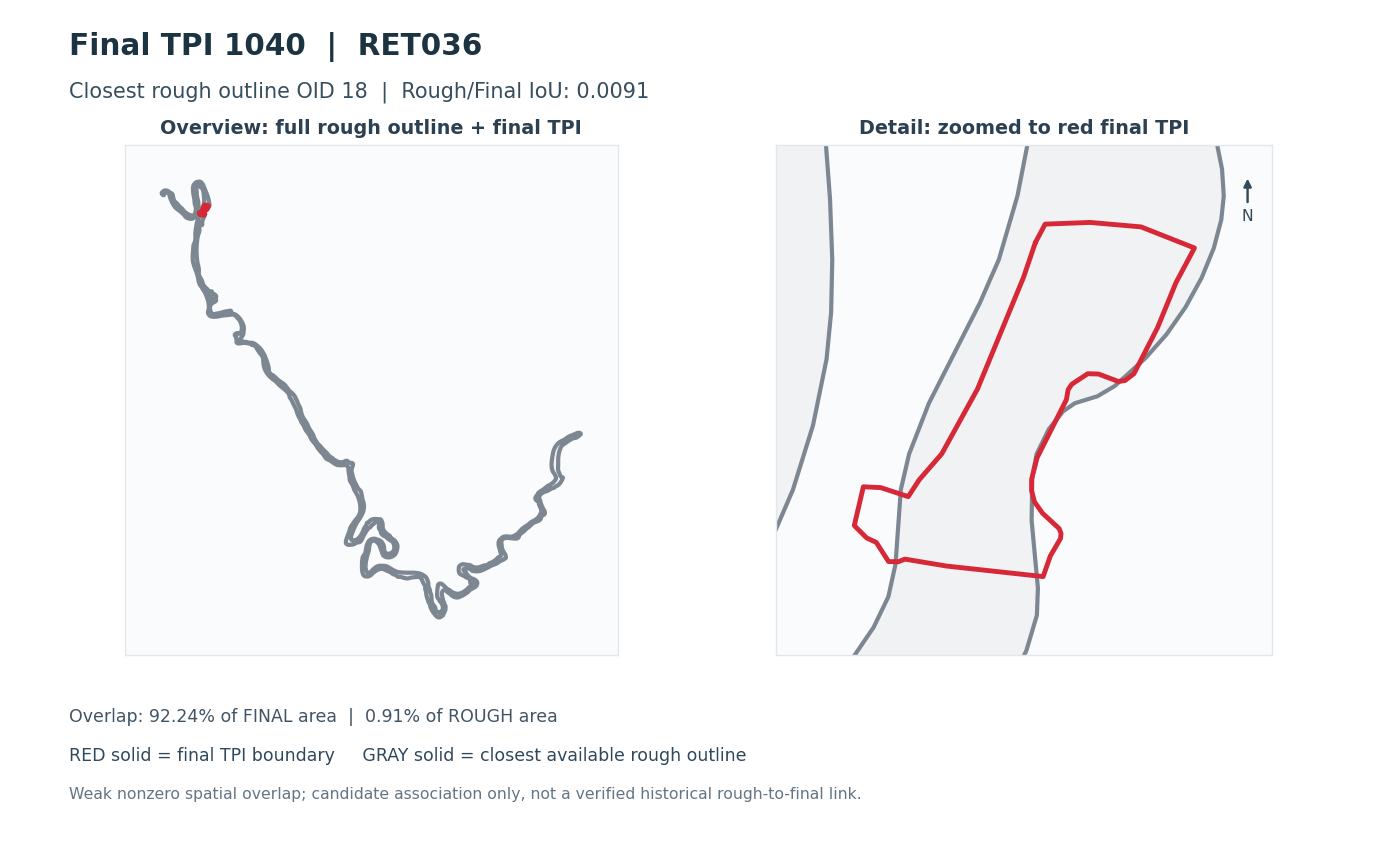 Final TPI 1040 | RET036
Closest rough outline OID 18 | Rough/Final IoU: 0.0091
Overview: full rough outline + final TPI
Detail: zoomed to red final TPI
N
Overlap: 92.24% of FINAL area | 0.91% of ROUGH area
RED solid = final TPI boundary GRAY solid = closest available rough outline
Weak nonzero spatial overlap; candidate association only, not a verified historical rough-to-final link.